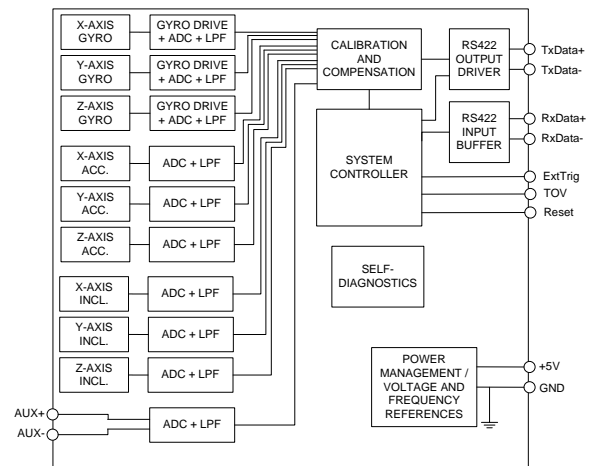 X-AXIS
GYRO
GYRO DRIVE
+ ADC + LPF
Y-AXIS
GYRO
GYRO DRIVE
+ ADC + LPF
Z-AXIS
GYRO
GYRO DRIVE
+ ADC + LPF
X-AXIS
ACC.
ADC + LPF
Y-AXIS
ACC.
ADC + LPF
Z-AXIS
ACC.
ADC + LPF
X-AXIS
INCL.
ADC + LPF
Y-AXIS
INCL.
ADC + LPF
Z-AXIS
INCL.
ADC + LPF
AUX+
AUX-
ADC + LPF
CALIBRATION
AND
COMPENSATION
RS422
OUTPUT
DRIVER
TxData+
TxData-
RS422
INPUT
BUFFER
RxData+
RxData-
SYSTEM
CONTROLLER
ExtTrig
TOV
Reset
SELF-
DIAGNOSTICS
POWER
MANAGEMENT /
VOLTAGE AND
FREQUENCY
REFERENCES
+5V
GND